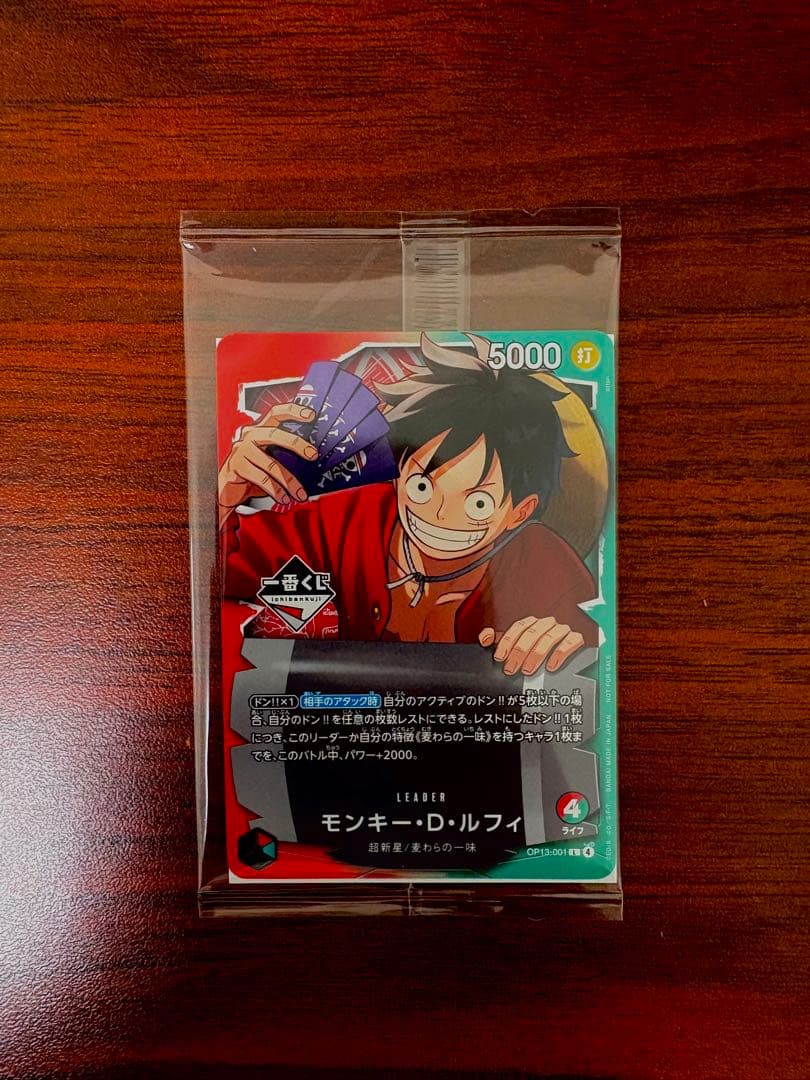 5000 打
一番くじ
ichibankuji
ドン!!×1 相手のアタック時 自分のアクティブのドン!!が5枚以下の場
合、自分のドン!!を任意の枚数レストにできる。レストにしたドン!!1枚
につき、このリーダーか自分の特徴《麦わらの一味》を持つキャラ1枚ま
でを、このバトル中、パワー+2000。
LEADER
モンキー・D・ルフィ
超新星/麦わらの一味
4
ライフ
OP13-001 L 4
BANDAI MADE IN JAPAN NOT FOR SALE